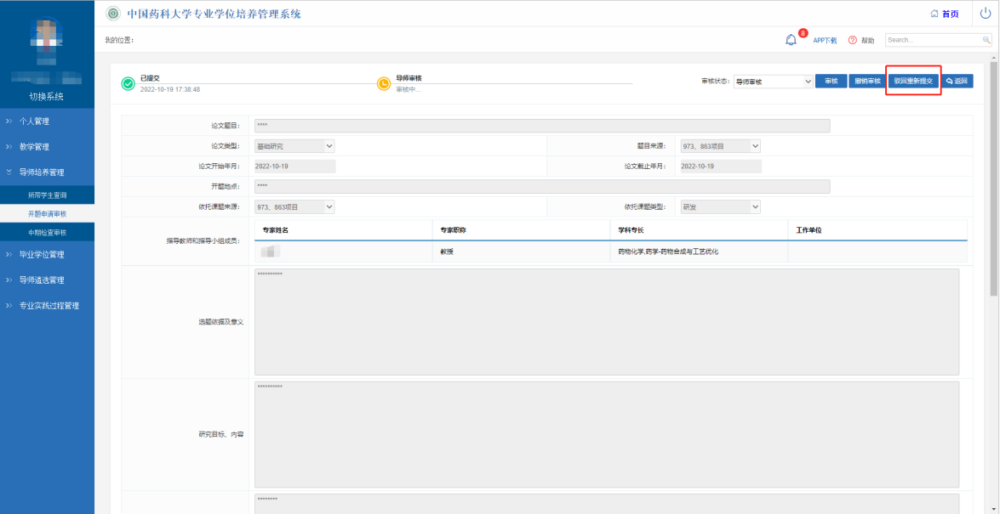 中国药科大学专业学位培养管理系统
首页
我的位置：
8
APP下载
帮助
Search...
切换系统
个人管理
教学管理
导师培养管理
所带学生查询
开题申请审核
中期检查审核
毕业学位管理
导师遴选管理
专业实践过程管理
已提交
2022-10-19 17:38:48
导师审核
审核中...
审核状态： 导师审核
审核
撤销审核
驳回重新提交
返回
论文题目： ****
论文类型： 基础研究 题目来源： 973、863项目
论文开始年月： 2022-10-19 论文截止年月： 2022-10-19
开题地点： ****
依托课题来源： 973、863项目 依托课题类型： 研发
指导教师和指导小组成员：
专家姓名 专家职称 学科专长 工作单位
教授 药物化学,药学-药物合成与工艺优化
选题依据及意义
**********
研究目标、内容
**********
********